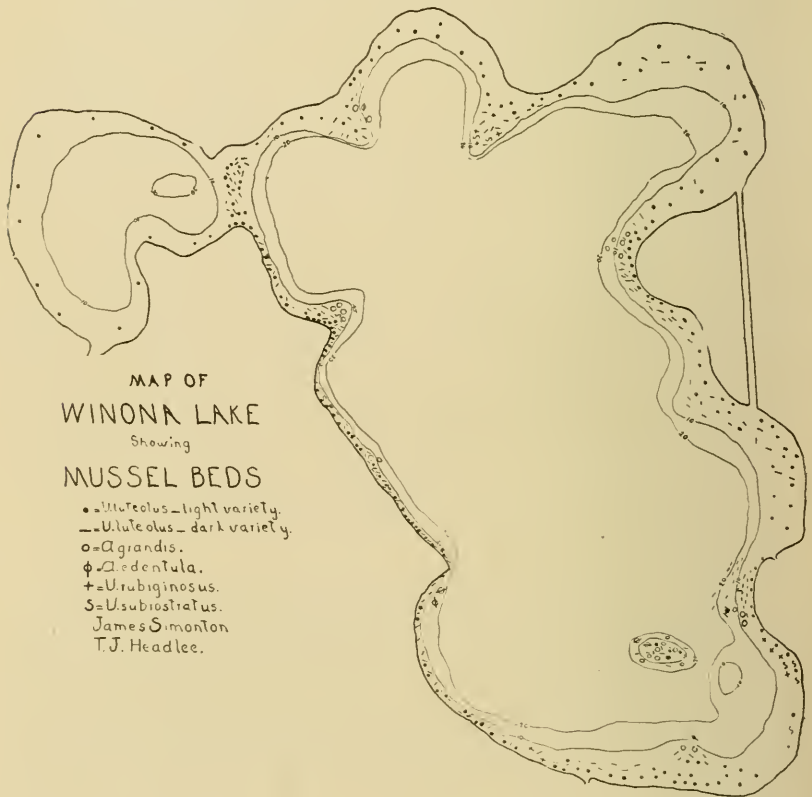 MAP OF
WINONA LAKE
Showing
MUSSEL BEDS
• = U. luteolus – light variety.
– = U. luteolus – dark variety.
o = A grandis.
ϕ = A. edentula.
+ = U. rubiginosus.
S = U. subrostratus.
James Simonton
T. J. Headlee.